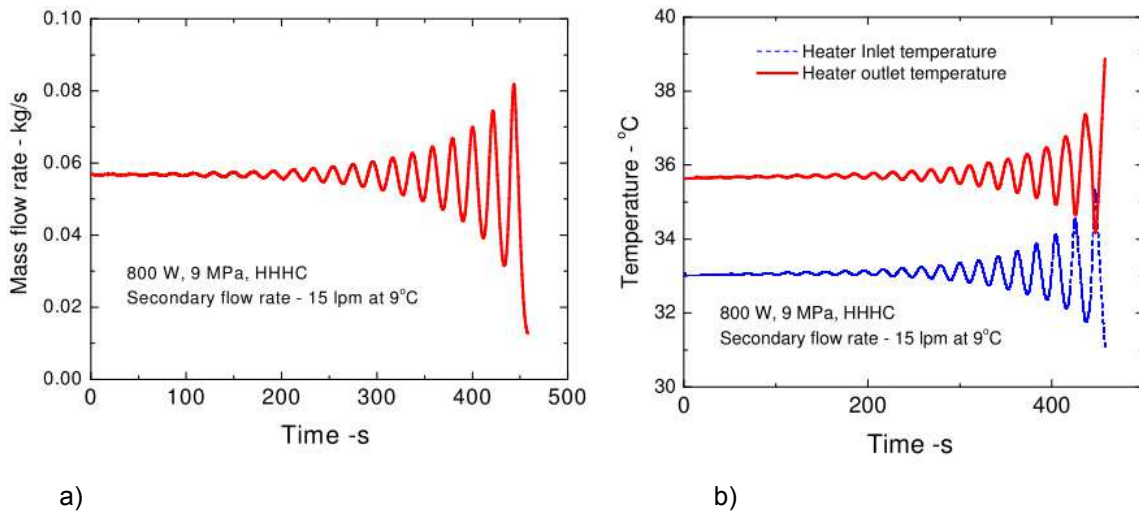 0.10
0.08
0.06
0.04
0.02
0.00
Mass flow rate - kg/s
800 W, 9 MPa, HHHC
Secondary flow rate - 15 lpm at 9°C
0 100 200 300 400 500
Time -s
a)
40
38
36
34
32
30
Temperature - °C
Heater Inlet temperature
Heater outlet temperature
800 W, 9 MPa, HHHC
Secondary flow rate - 15 lpm at 9°C
0 200 400
Time -s
b)